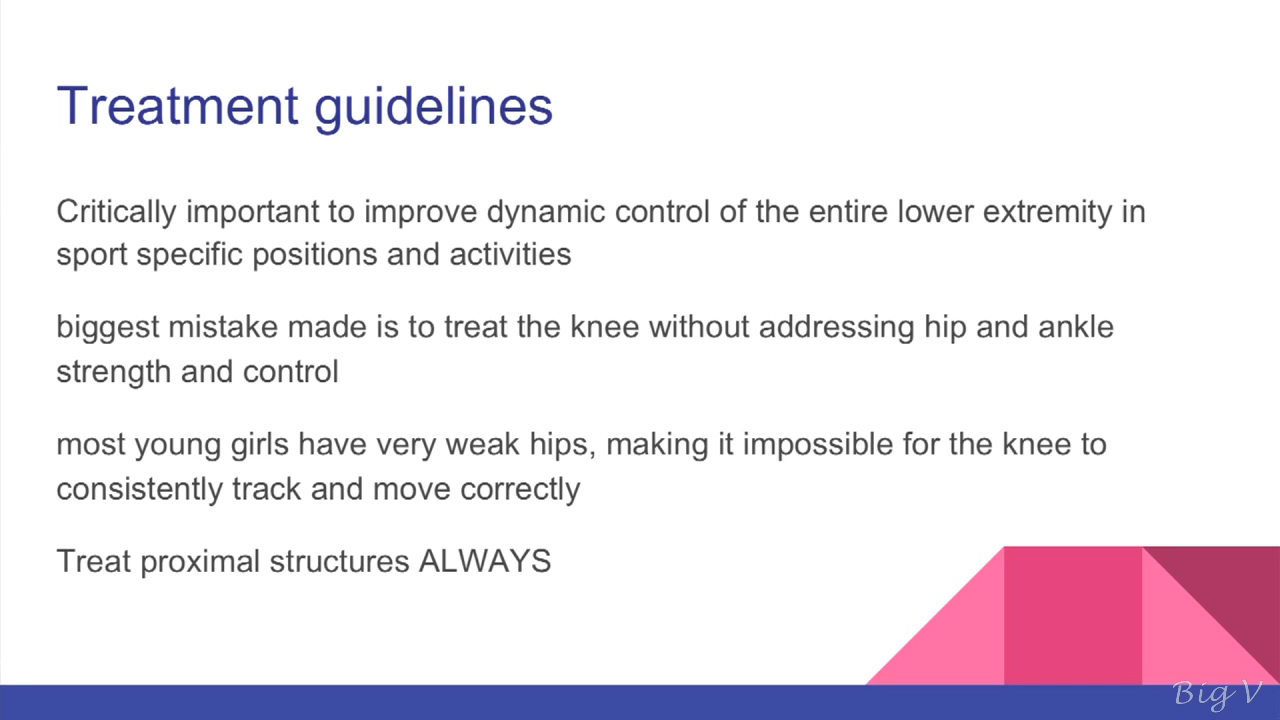 Treatment guidelines
Critically important to improve dynamic control of the entire lower extremity in
sport specific positions and activities
biggest mistake made is to treat the knee without addressing hip and ankle
strength and control
most young girls have very weak hips, making it impossible for the knee to
consistently track and move correctly
Treat proximal structures ALWAYS
Big V